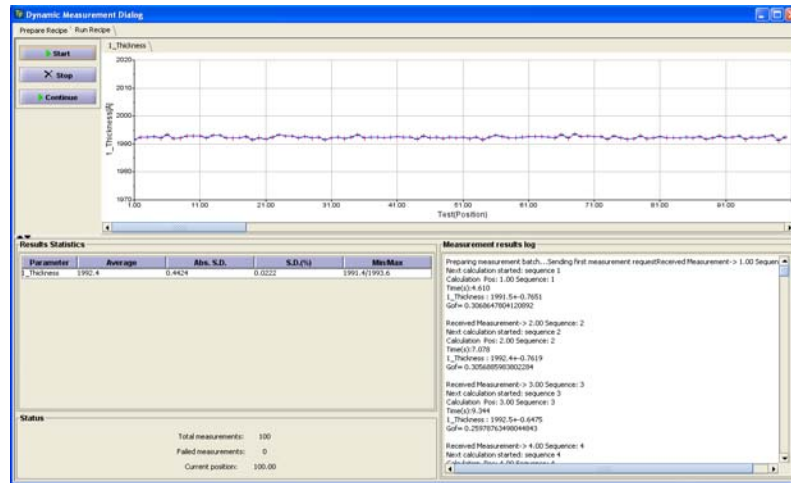 Dynamic Measurement Dialog
Prepare Recipe Run Recipe
Start
Stop
Continue
1_Thickness
2020
2010
2000
1990
1980
1970
1_Thickness[Å]
1.00 11.00 21.00 31.00 41.00 51.00 61.00 71.00 81.00 91.00
Test(Position)
Results Statistics
Parameter Average Abs. S.D. S.D.(%) Min/Max
1_Thickness 1992.4 0.4424 0.0222 1991.4/1993.6
Status
Total measurements: 100
Failed measurements: 0
Current position: 100.00
Measurement results log
Preparing measurement batch...Sending first measurement requestReceived Measurement-> 1.00 Sequen
Next calculation started: sequence 1
Calculation Pos: 1.00 Sequence: 1
Time(s):4.610
1_Thickness : 1991.5+-0.7651
Gof= 0.3068647804120892
Received Measurement-> 2.00 Sequence: 2
Next calculation started: sequence 2
Calculation Pos: 2.00 Sequence: 2
Time(s):7.078
1_Thickness : 1992.4+-0.7619
Gof= 0.3056885983802284
Received Measurement-> 3.00 Sequence: 3
Next calculation started: sequence 3
Calculation Pos: 3.00 Sequence: 3
Time(s):9.344
1_Thickness : 1992.5+-0.6475
Gof= 0.25978763498044843
Received Measurement-> 4.00 Sequence: 4
Next calculation started: sequence 4
Calculation Pos: 4.00 Sequence: 4